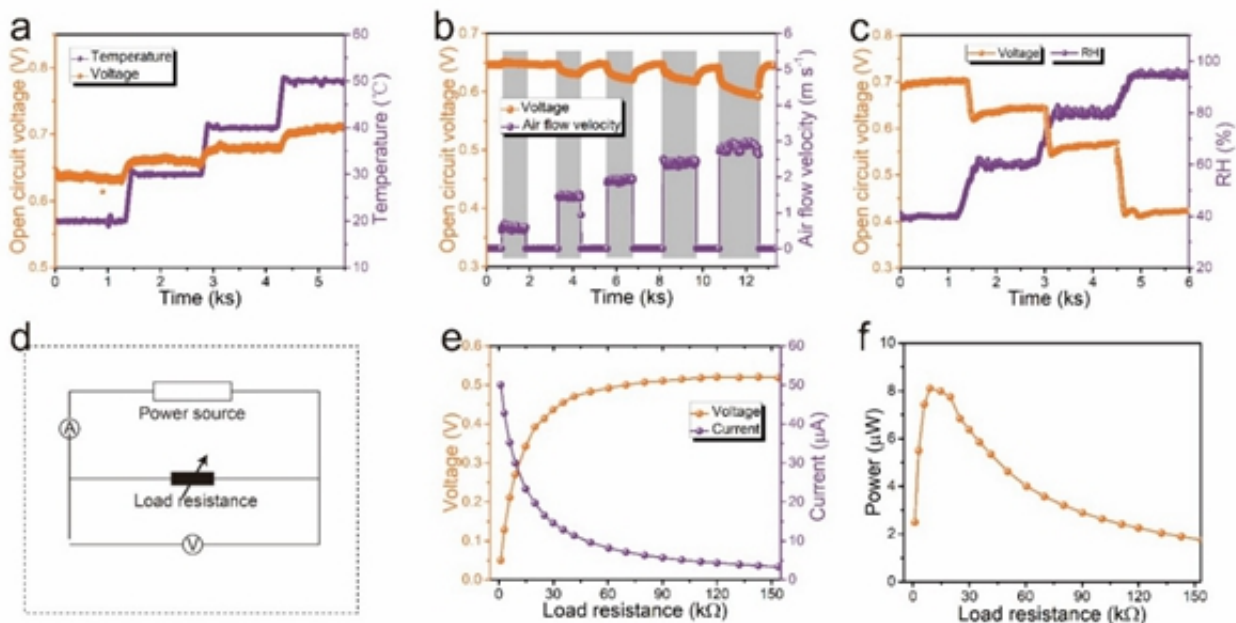 a
Open circuit voltage (V)
0.8
0.7
0.6
0.5
Temperature
Voltage
60
50
40
30
20
10
Temperature (℃)
0 1 2 3 4 5
Time (ks)
b
Open circuit voltage (V)
0.7
0.6
0.5
0.4
0.3
Voltage
Air flow velocity
6
5
4
3
2
1
0
Air flow velocity (m s⁻¹)
0 2 4 6 8 10 12
Time (ks)
c
Open circuit voltage (V)
0.8
0.7
0.6
0.5
0.4
0.3
Voltage RH
100
80
60
40
20
RH (%)
0 1 2 3 4 5 6
Time (ks)
d
A
Power source
Load resistance
V
e
Voltage (V)
0.6
0.5
0.4
0.3
0.2
0.1
0.0
Voltage
Current
60
50
40
30
20
10
0
Current (μA)
0 30 60 90 120 150
Load resistance (kΩ)
f
Power (μW)
10
8
6
4
2
0
0 30 60 90 120 150
Load resistance (kΩ)